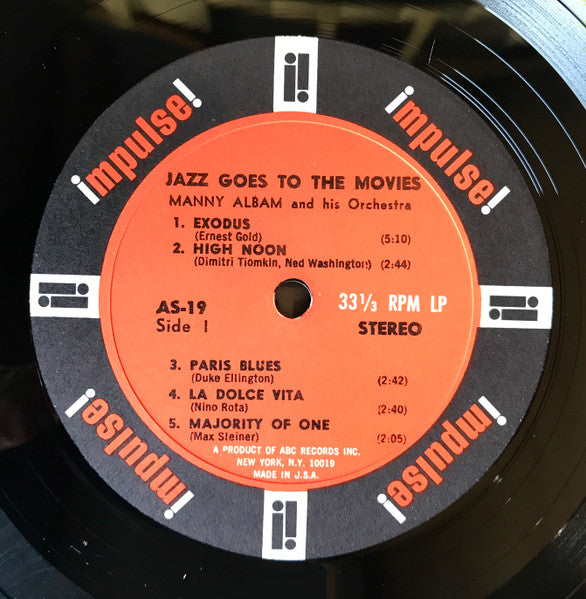 impulse!
impulse!
JAZZ GOES TO THE MOVIES
MANNY ALBAM and his Orchestra
1. EXODUS
(Ernest Gold) (5:10)
2. HIGH NOON
(Dimitri Tiomkin, Ned Washington) (2:44)
AS-19 33⅓ RPM LP
Side I STEREO
3. PARIS BLUES
(Duke Ellington) (2:42)
4. LA DOLCE VITA
(Nino Rota) (2:40)
5. MAJORITY OF ONE
(Max Steiner) (2:05)
A PRODUCT OF ABC RECORDS INC.
NEW YORK, N.Y. 10019
MADE IN J.S.A.
impulse!
impulse!